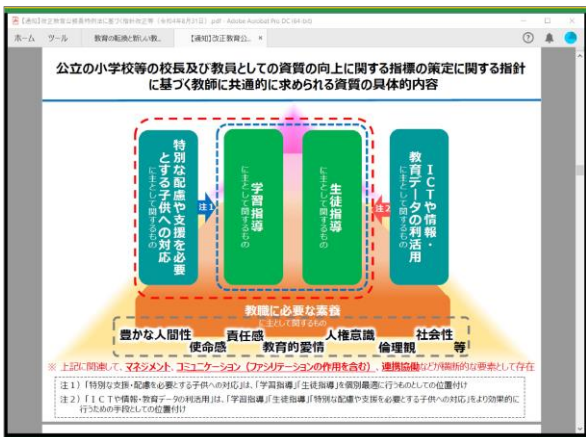 【通知】改正教育公務員特例法に基づく指針改正等（令和4年8月31日）.pdf - Adobe Acrobat Pro DC (64-bit)
ホーム ツール 教育の転換と新しい教... 【通知】改正教育公... ×
公立の小学校等の校長及び教員としての資質の向上に関する指標の策定に関する指針
に基づく教師に共通的に求められる資質の具体的内容
特別な配慮や支援を必要
とする子供への対応
に主として関するもの
注1
学習指導
に主として関するもの
生徒指導
に主として関するもの
注2
ICTや情報・
教育データの利活用
に主として関するもの
教職に必要な素養
に主として関するもの
豊かな人間性
使命感
責任感
教育的愛情
人権意識
倫理観
社会性
等
※ 上記に関連して、マネジメント、コミュニケーション（ファシリテーションの作用を含む）、連携協働などが横断的な要素として存在
注1）「特別な支援・配慮を必要とする子供への対応」は、「学習指導」「生徒指導」を個別最適に行うものとしての位置付け
注2）「ICTや情報・教育データの利活用」は、「学習指導」「生徒指導」「特別な配慮や支援を必要とする子供への対応」をより効果的に
行うための手段としての位置付け